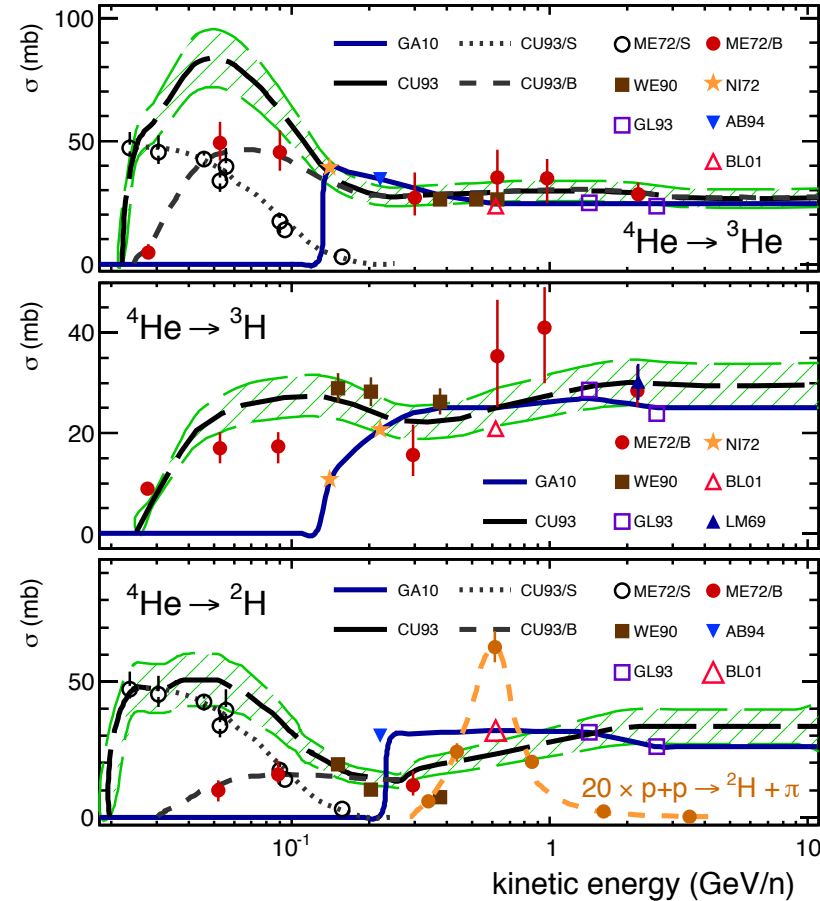 σ (mb)
100
50
0
GA10
CU93/S
ME72/S
ME72/B
CU93
CU93/B
WE90
NI72
GL93
AB94
BL01
⁴He → ³He
σ (mb)
40
20
0
⁴He → ³H
ME72/B
NI72
GA10
WE90
BL01
CU93
GL93
LM69
σ (mb)
50
0
⁴He → ²H
GA10
CU93/S
ME72/S
ME72/B
CU93
CU93/B
WE90
AB94
GL93
BL01
20 × p+p → ²H + π
10⁻¹
1
10
kinetic energy (GeV/n)